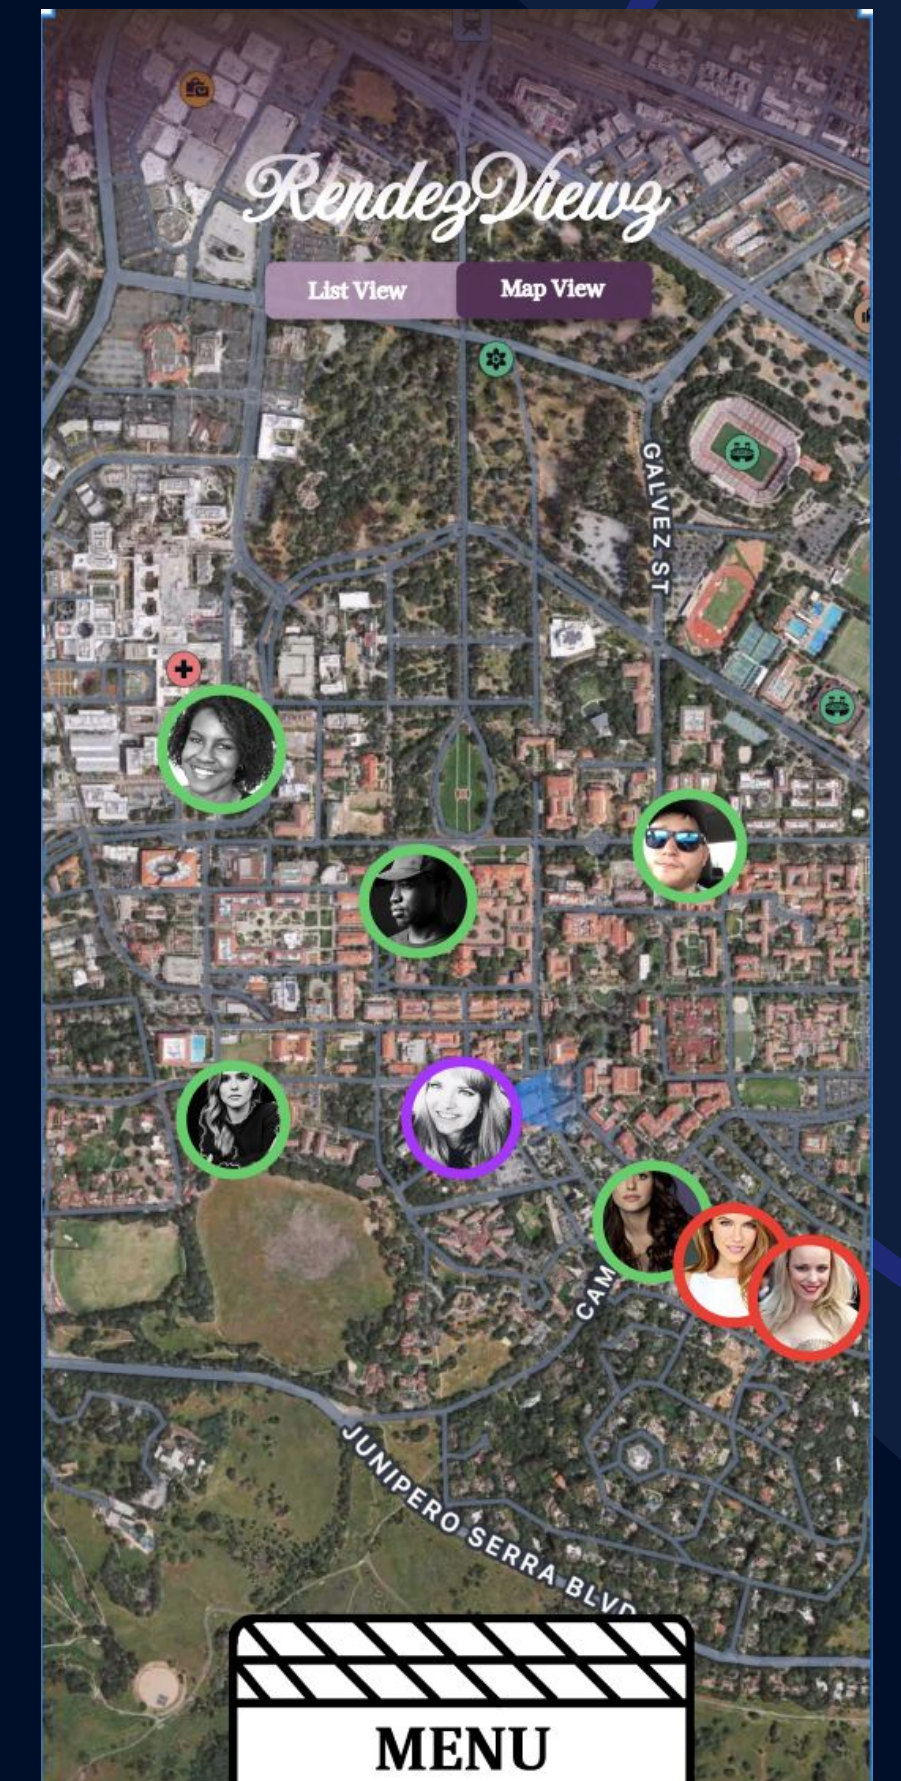 RendezViewz
List View
Map View
GALVEZ ST
CAM
JUNIPERO SERRA BLVD
MENU